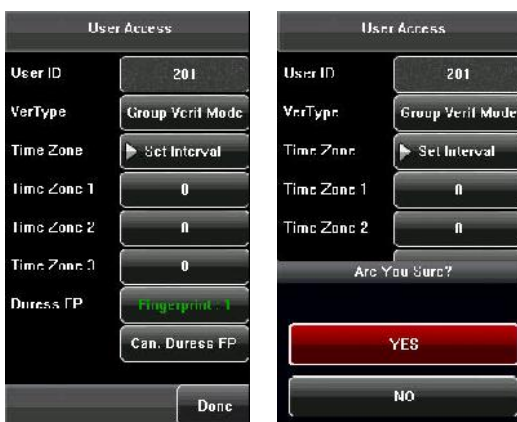 User Access
User ID 201
VerType Group Verif Mode
Time Zone Set Interval
Time Zone 1 0
Time Zone 2 0
Time Zone 3 0
Duress FP Fingerprint : 1
Can. Duress FP
Done
User Access
User ID 201
VerType Group Verif Mode
Time Zone Set Interval
Time Zone 1 0
Time Zone 2 0
Are You Sure?
YES
NO